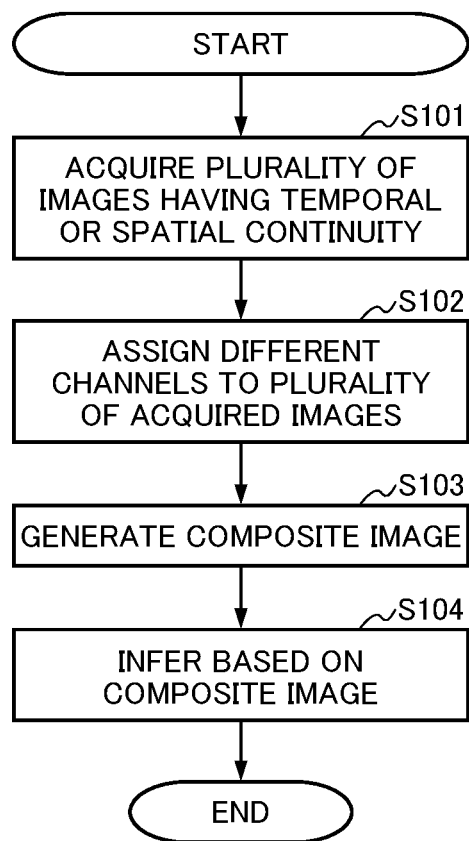 START
S101
ACQUIRE PLURALITY OF
IMAGES HAVING TEMPORAL
OR SPATIAL CONTINUITY
S102
ASSIGN DIFFERENT
CHANNELS TO PLURALITY
OF ACQUIRED IMAGES
S103
GENERATE COMPOSITE IMAGE
S104
INFER BASED ON
COMPOSITE IMAGE
END